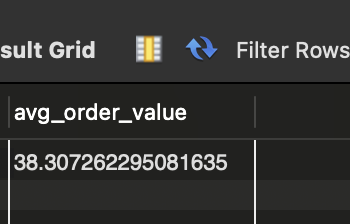 sult Grid Filter Rows
avg_order_value
38.307262295081635